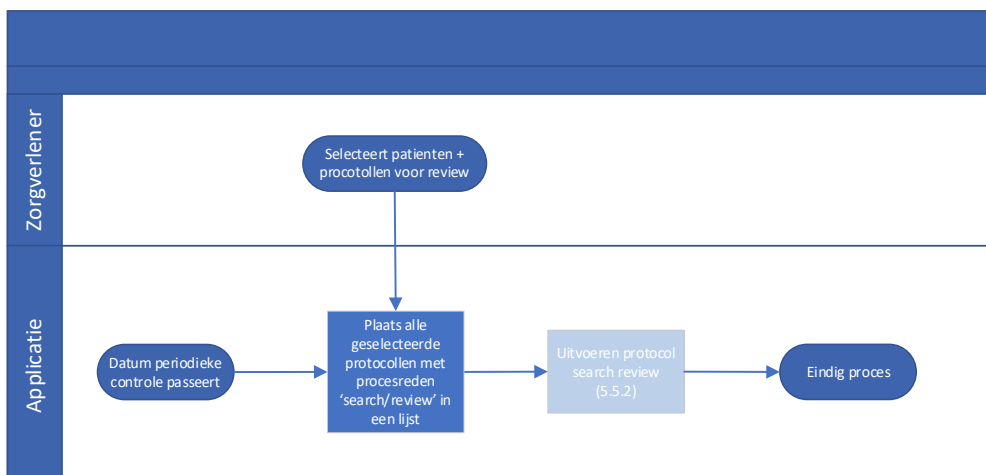 Zorgverlener
Selecteert patienten +
procotollen voor review
Applicatie
Datum periodieke
controle passeert
Plaats alle
geselecteerde
protocollen met
procesreden
‘search/review’ in
een lijst
Uitvoeren protocol
search review
(5.5.2)
Eindig proces